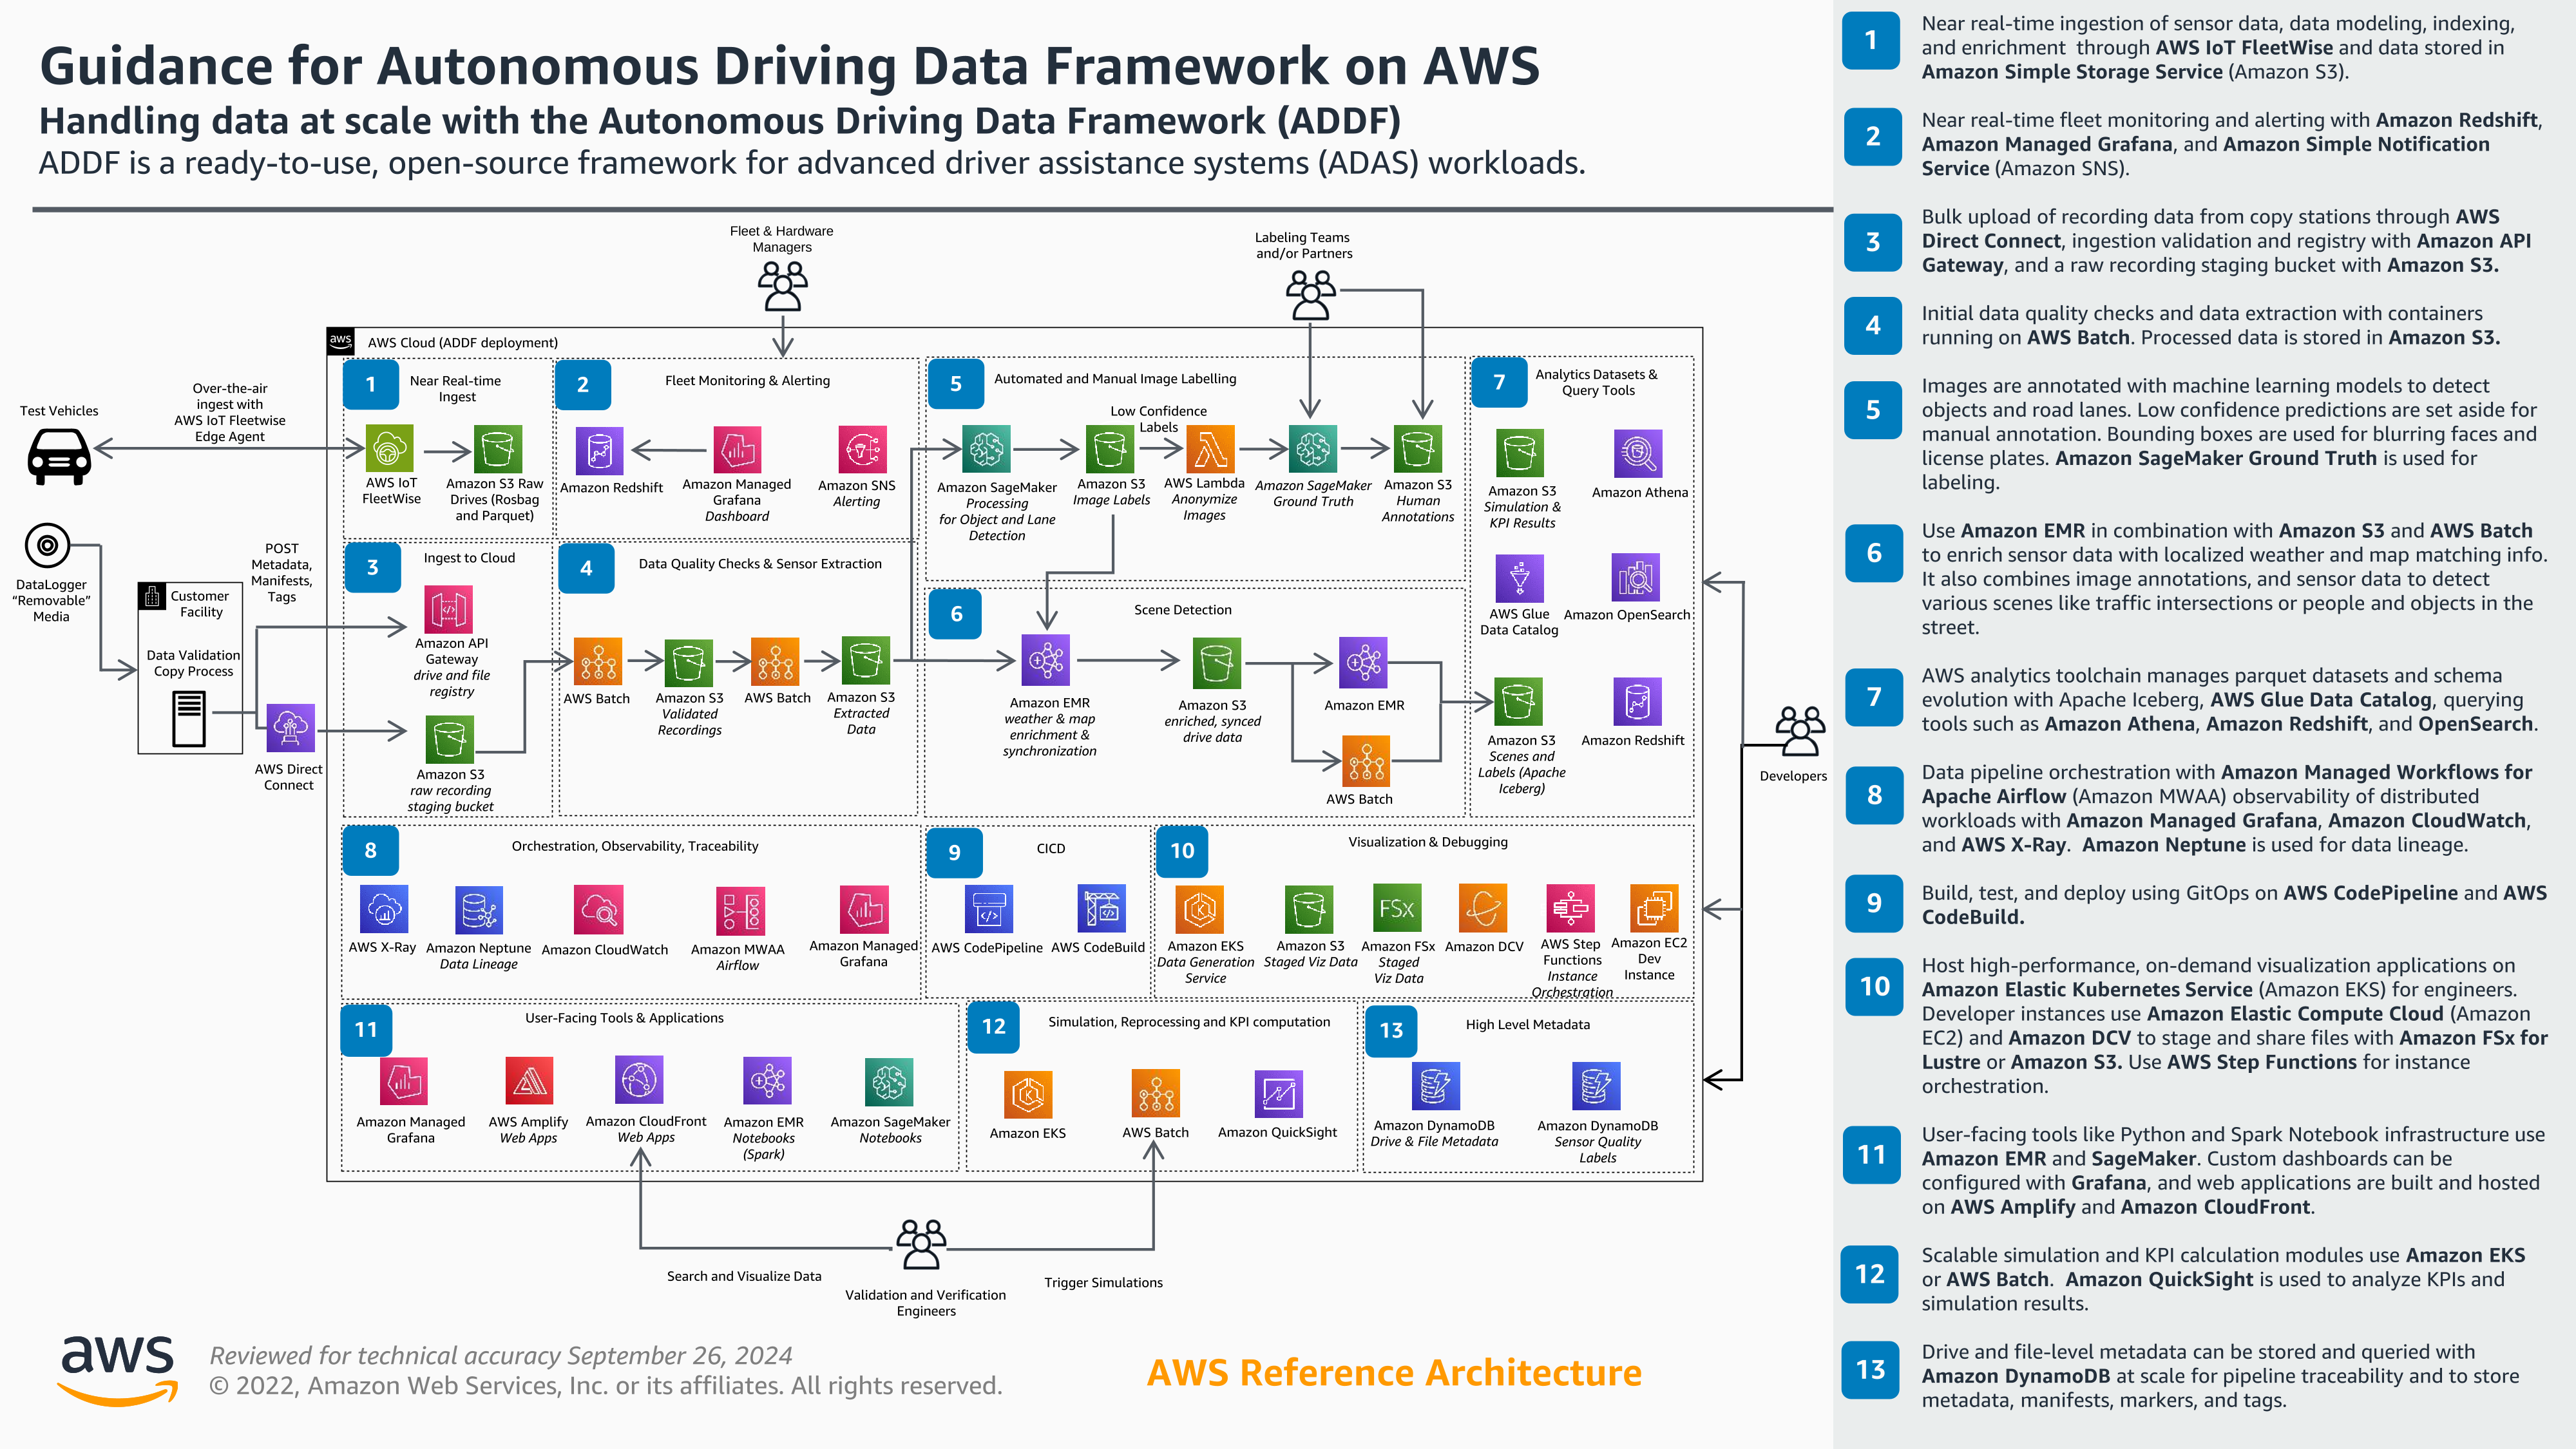 Guidance for Autonomous Driving Data Framework on AWS
Handling data at scale with the Autonomous Driving Data Framework (ADDF)
ADDF is a ready-to-use, open-source framework for advanced driver assistance systems (ADAS) workloads.
Fleet & Hardware
Managers
Labeling Teams
and/or Partners
aws
AWS Cloud (ADDF deployment)
Test Vehicles
Over-the-air
ingest with
AWS IoT Fleetwise
Edge Agent
DataLogger
“Removable”
Media
Customer
Facility
Data Validation
Copy Process
POST
Metadata,
Manifests,
Tags
AWS Direct
Connect
1
Near Real-time
Ingest
AWS IoT
FleetWise
Amazon S3 Raw
Drives (Rosbag
and Parquet)
2
Fleet Monitoring & Alerting
Amazon Redshift
Amazon Managed
Grafana
Dashboard
Amazon SNS
Alerting
3
Ingest to Cloud
Amazon API
Gateway
drive and file
registry
Amazon S3
raw recording
staging bucket
4
Data Quality Checks & Sensor Extraction
AWS Batch
Amazon S3
Validated
Recordings
AWS Batch
Amazon S3
Extracted
Data
5
Automated and Manual Image Labelling
Low Confidence
Labels
Amazon SageMaker
Processing
for Object and Lane
Detection
Amazon S3
Image Labels
AWS Lambda
Anonymize
Images
Amazon SageMaker
Ground Truth
Amazon S3
Human
Annotations
6
Scene Detection
Amazon EMR
weather & map
enrichment &
synchronization
Amazon S3
enriched, synced
drive data
Amazon EMR
AWS Batch
7
Analytics Datasets &
Query Tools
Amazon S3
Simulation &
KPI Results
Amazon Athena
AWS Glue
Data Catalog
Amazon OpenSearch
Amazon S3
Scenes and
Labels (Apache
Iceberg)
Amazon Redshift
Developers
8
Orchestration, Observability, Traceability
AWS X-Ray
Amazon Neptune
Data Lineage
Amazon CloudWatch
Amazon MWAA
Airflow
Amazon Managed
Grafana
9
CICD
AWS CodePipeline
AWS CodeBuild
10
Visualization & Debugging
Amazon EKS
Data Generation
Service
Amazon S3
Staged Viz Data
FSx
Amazon FSx
Staged
Viz Data
Amazon DCV
AWS Step
Functions
Instance
Orchestration
Amazon EC2
Dev
Instance
11
User-Facing Tools & Applications
Amazon Managed
Grafana
AWS Amplify
Web Apps
Amazon CloudFront
Web Apps
Amazon EMR
Notebooks
(Spark)
Amazon SageMaker
Notebooks
12
Simulation, Reprocessing and KPI computation
Amazon EKS
AWS Batch
Amazon QuickSight
13
High Level Metadata
Amazon DynamoDB
Drive & File Metadata
Amazon DynamoDB
Sensor Quality
Labels
Search and Visualize Data
Validation and Verification
Engineers
Trigger Simulations
aws
Reviewed for technical accuracy September 26, 2024
© 2022, Amazon Web Services, Inc. or its affiliates. All rights reserved.
AWS Reference Architecture
1
Near real-time ingestion of sensor data, data modeling, indexing,
and enrichment through AWS IoT FleetWise and data stored in
Amazon Simple Storage Service (Amazon S3).
2
Near real-time fleet monitoring and alerting with Amazon Redshift,
Amazon Managed Grafana, and Amazon Simple Notification
Service (Amazon SNS).
3
Bulk upload of recording data from copy stations through AWS
Direct Connect, ingestion validation and registry with Amazon API
Gateway, and a raw recording staging bucket with Amazon S3.
4
Initial data quality checks and data extraction with containers
running on AWS Batch. Processed data is stored in Amazon S3.
5
Images are annotated with machine learning models to detect
objects and road lanes. Low confidence predictions are set aside for
manual annotation. Bounding boxes are used for blurring faces and
license plates. Amazon SageMaker Ground Truth is used for
labeling.
6
Use Amazon EMR in combination with Amazon S3 and AWS Batch
to enrich sensor data with localized weather and map matching info.
It also combines image annotations, and sensor data to detect
various scenes like traffic intersections or people and objects in the
street.
7
AWS analytics toolchain manages parquet datasets and schema
evolution with Apache Iceberg, AWS Glue Data Catalog, querying
tools such as Amazon Athena, Amazon Redshift, and OpenSearch.
8
Data pipeline orchestration with Amazon Managed Workflows for
Apache Airflow (Amazon MWAA) observability of distributed
workloads with Amazon Managed Grafana, Amazon CloudWatch,
and AWS X-Ray. Amazon Neptune is used for data lineage.
9
Build, test, and deploy using GitOps on AWS CodePipeline and AWS
CodeBuild.
10
Host high-performance, on-demand visualization applications on
Amazon Elastic Kubernetes Service (Amazon EKS) for engineers.
Developer instances use Amazon Elastic Compute Cloud (Amazon
EC2) and Amazon DCV to stage and share files with Amazon FSx for
Lustre or Amazon S3. Use AWS Step Functions for instance
orchestration.
11
User-facing tools like Python and Spark Notebook infrastructure use
Amazon EMR and SageMaker. Custom dashboards can be
configured with Grafana, and web applications are built and hosted
on AWS Amplify and Amazon CloudFront.
12
Scalable simulation and KPI calculation modules use Amazon EKS
or AWS Batch. Amazon QuickSight is used to analyze KPIs and
simulation results.
13
Drive and file-level metadata can be stored and queried with
Amazon DynamoDB at scale for pipeline traceability and to store
metadata, manifests, markers, and tags.